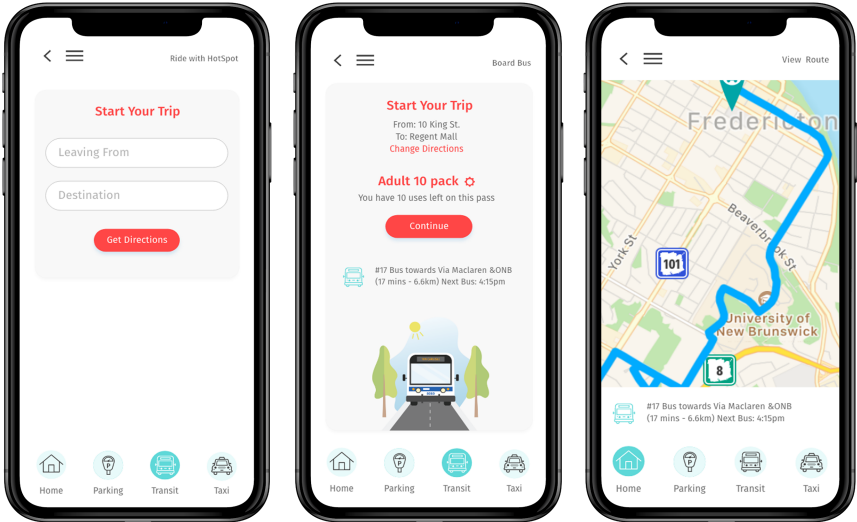 Ride with HotSpot
Start Your Trip
Leaving From
Destination
Get Directions
Home
Parking
Transit
Taxi
Board Bus
Start Your Trip
From: 10 King St.
To: Regent Mall
Change Directions
Adult 10 pack
You have 10 uses left on this pass
Continue
#17 Bus towards Via Maclaren &ONB
(17 mins - 6.6km) Next Bus: 4:15pm
Home
Parking
Transit
Taxi
View Route
Fredericton
Beaverbrook St
York St
101
University of
New Brunswick
8
#17 Bus towards Via Maclaren &ONB
(17 mins - 6.6km) Next Bus: 4:15pm
Home
Parking
Transit
Taxi